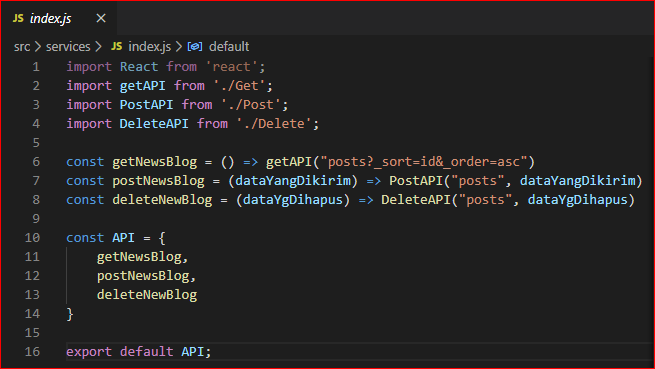 JS index.js ×
src > services > JS index.js > default
1 import React from 'react';
2 import getAPI from './Get';
3 import PostAPI from './Post';
4 import DeleteAPI from './Delete';
5
6 const getNewsBlog = () => getAPI("posts?_sort=id&_order=asc")
7 const postNewsBlog = (dataYangDikirim) => PostAPI("posts", dataYangDikirim)
8 const deleteNewBlog = (dataYgDihapus) => DeleteAPI("posts", dataYgDihapus)
9
10 const API = {
11     getNewsBlog,
12     postNewsBlog,
13     deleteNewBlog
14 }
15
16 export default API;